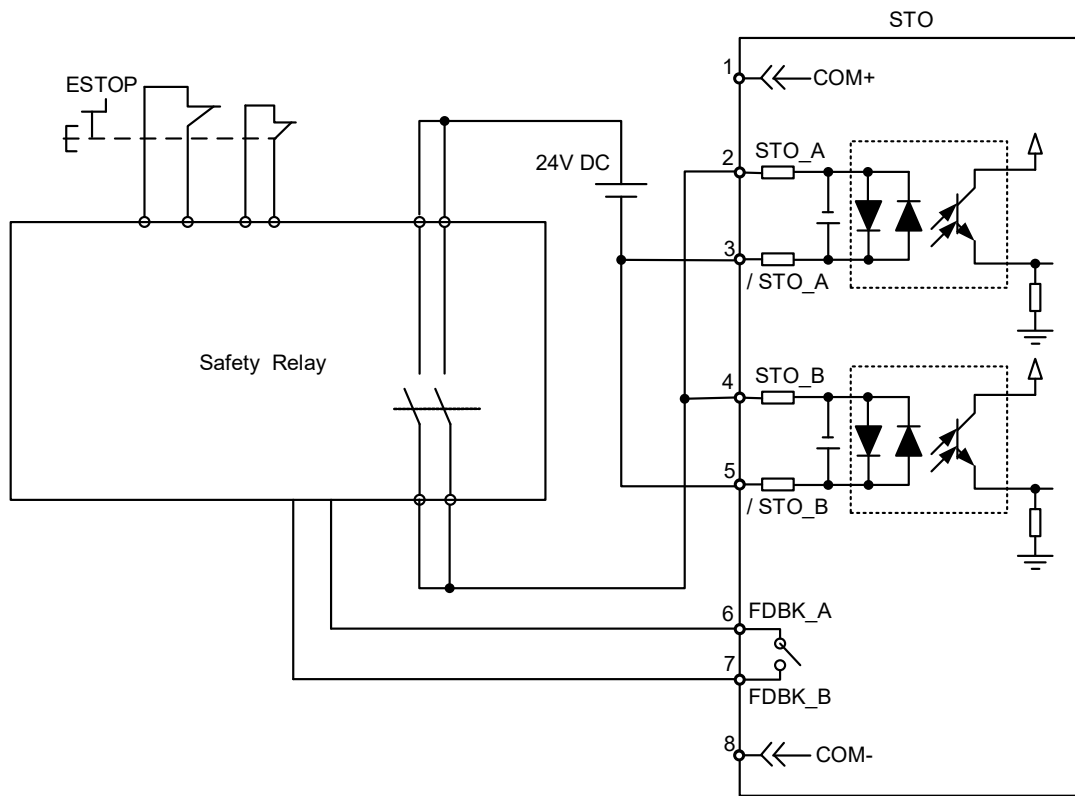 STO
1
COM+
ESTOP
24V DC
2
STO_A
3
/ STO_A
Safety Relay
4
STO_B
5
/ STO_B
6
FDBK_A
7
FDBK_B
8
COM-